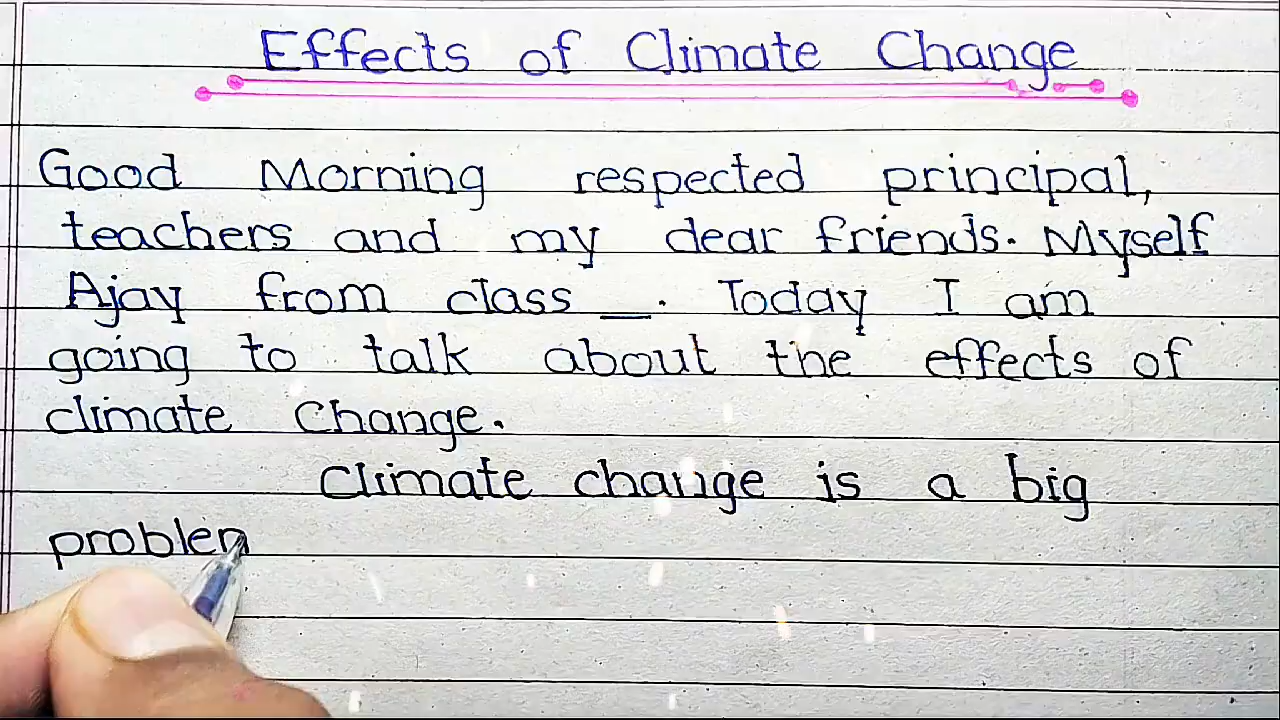 Effects of Climate Change
Good Morning respected principal,
teachers and my dear friends. Myself
Ajay from class __. Today I am
going to talk about the effects of
climate Change.
Climate change is a big